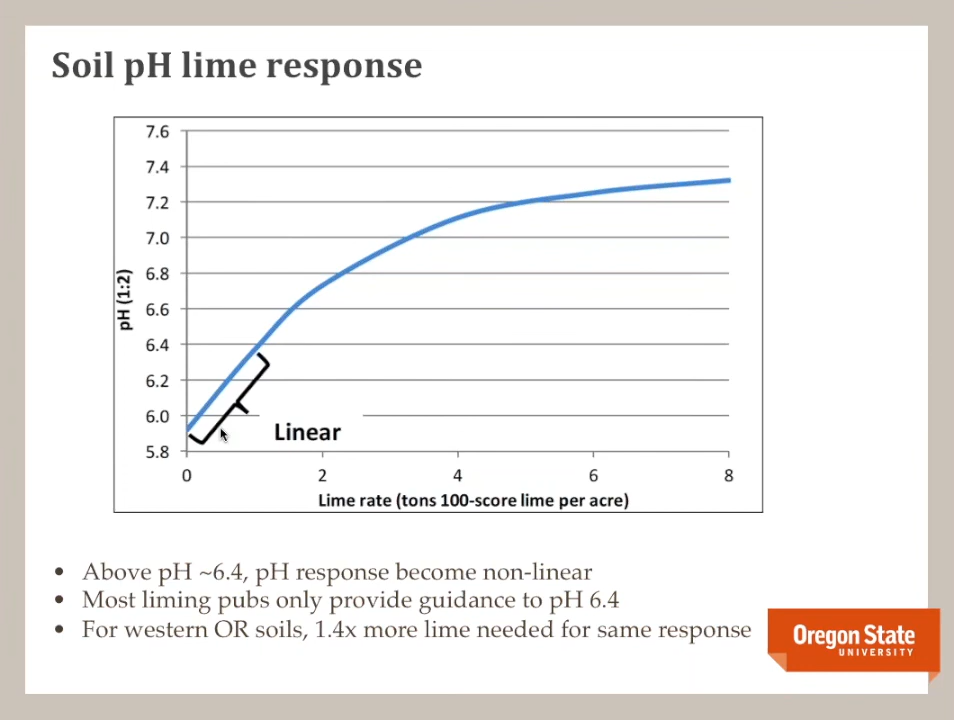 Soil pH lime response
7.6
7.4
7.2
7.0
6.8
6.6
6.4
6.2
6.0
5.8
pH (1:2)
Linear
0 2 4 6 8
Lime rate (tons 100-score lime per acre)
• Above pH ~6.4, pH response become non-linear
• Most liming pubs only provide guidance to pH 6.4
• For western OR soils, 1.4x more lime needed for same response
Oregon State
UNIVERSITY